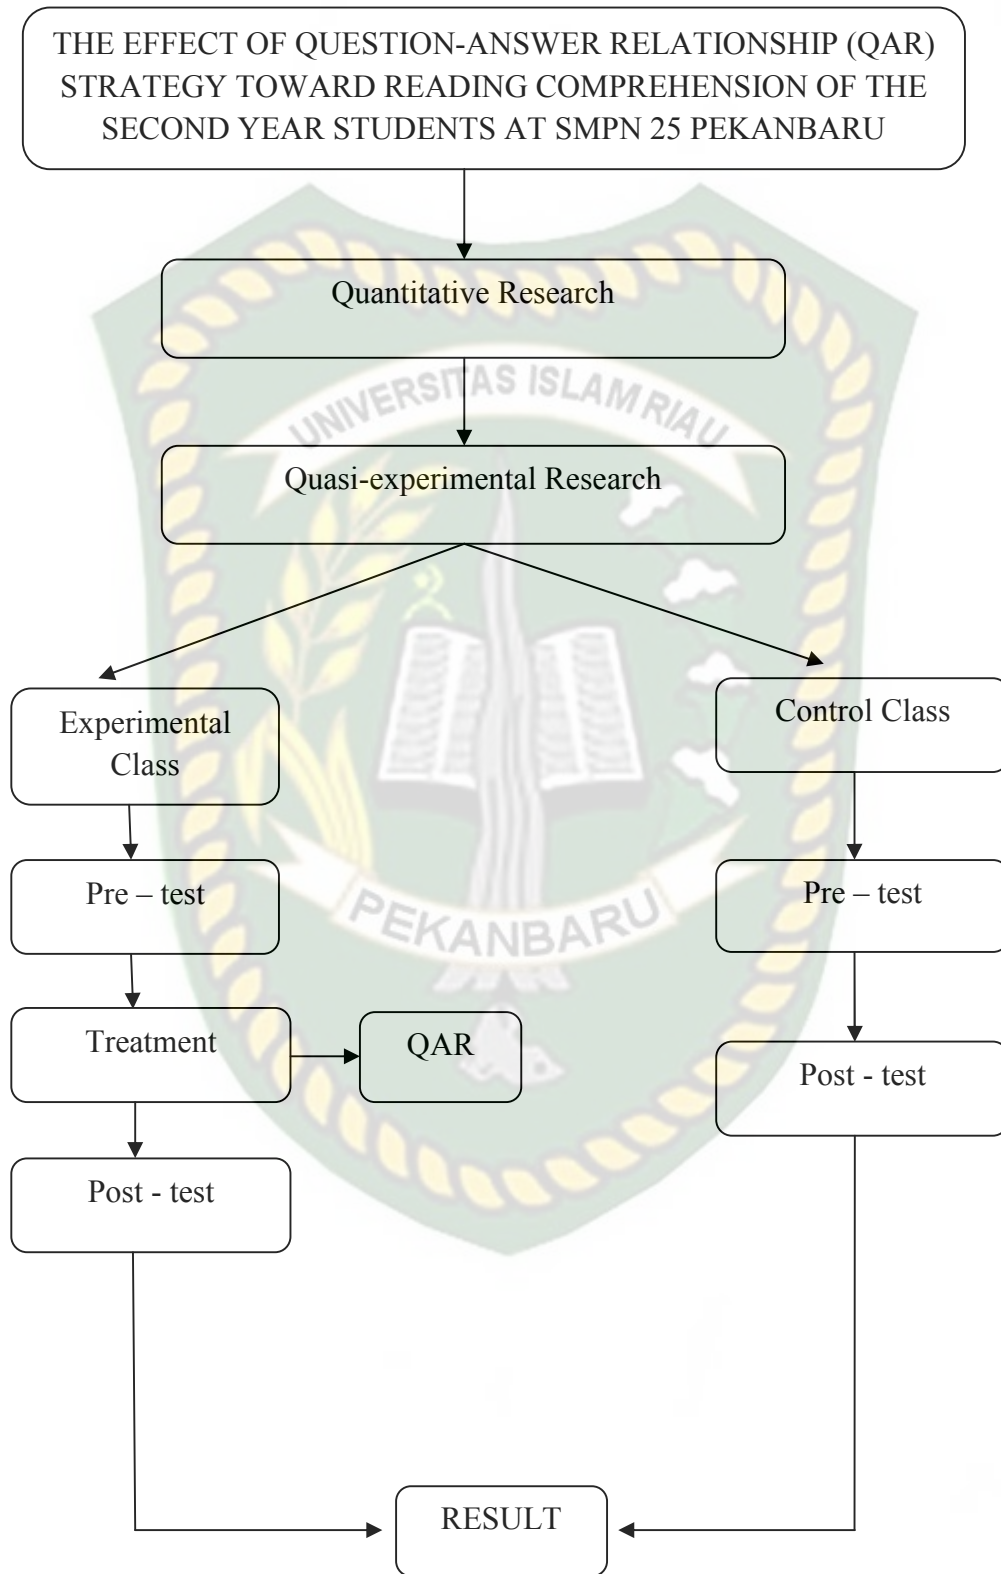 THE EFFECT OF QUESTION-ANSWER RELATIONSHIP (QAR)
STRATEGY TOWARD READING COMPREHENSION OF THE
SECOND YEAR STUDENTS AT SMPN 25 PEKANBARU
Quantitative Research
UNIVERSITAS ISLAM RIAU
Quasi-experimental Research
Experimental
Class
Control Class
Pre – test
Pre – test
PEKANBARU
Treatment
QAR
Post - test
Post - test
RESULT